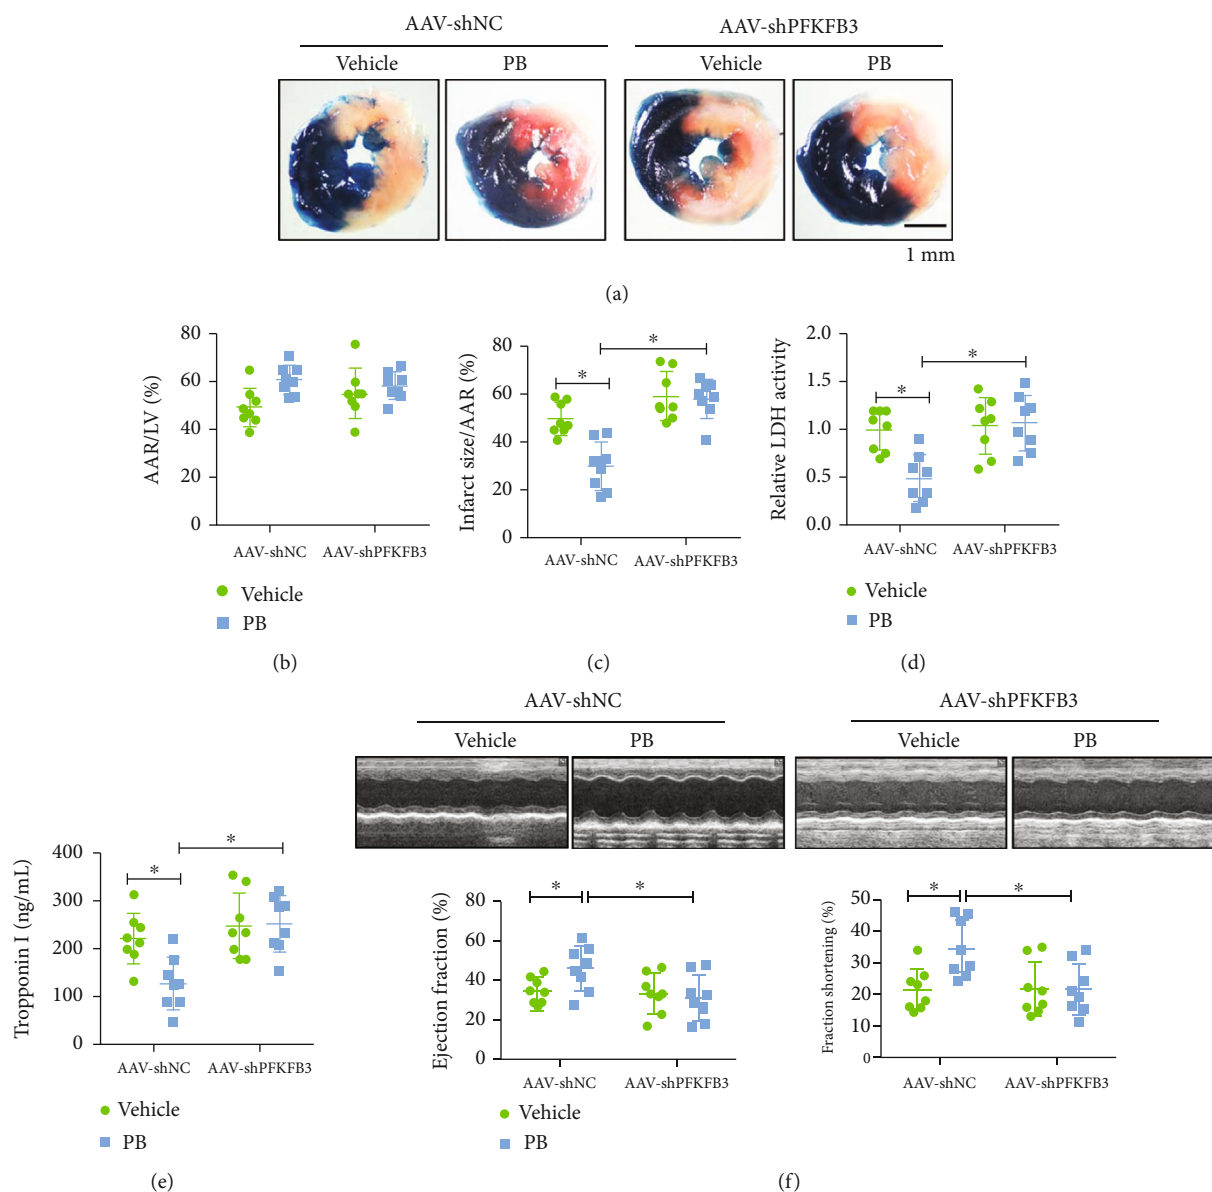 AAV-shNC AAV-shPFKFB3
Vehicle PB Vehicle PB
1 mm
(a)
80
60
40
20
0
AAR/LV (%)
AAV-shNC AAV-shPFKFB3
Vehicle
PB
(b)
80
60
40
20
0
Infarct size/AAR (%)
*
*
AAV-shNC AAV-shPFKFB3
(c)
2.0
1.5
1.0
0.5
0.0
Relative LDH activity
*
*
AAV-shNC AAV-shPFKFB3
Vehicle
PB
(d)
400
300
200
100
0
Tropponin I (ng/mL)
*
*
AAV-shNC AAV-shPFKFB3
Vehicle
PB
(e)
AAV-shNC AAV-shPFKFB3
Vehicle PB Vehicle PB
80
60
40
20
0
Ejection fraction (%)
*
*
AAV-shNC AAV-shPFKFB3
Vehicle
PB
50
40
30
20
10
0
Fraction shortening (%)
*
*
AAV-shNC AAV-shPFKFB3
Vehicle
PB
(f)